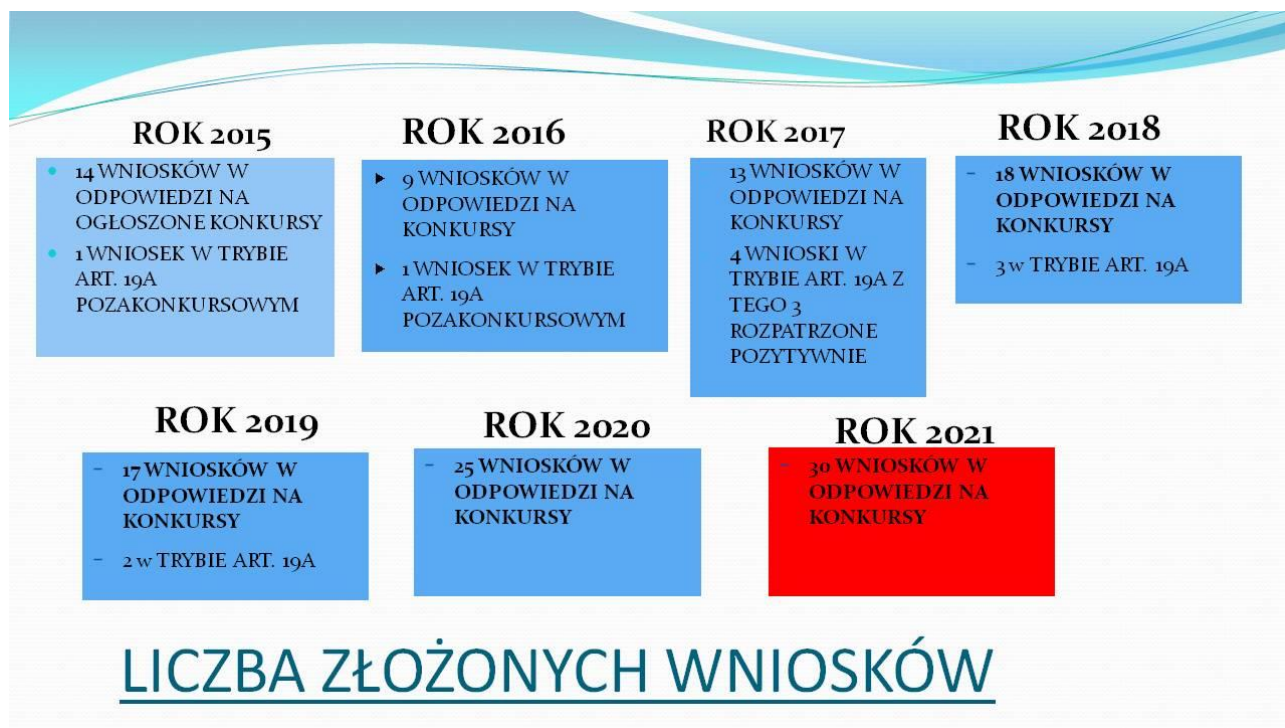 ROK 2015
14 WNIOSKÓW W
ODPOWIEDZI NA
OGŁOSZONE KONKURSY
1 WNIOSEK W TRYBIE
ART. 19A
POZAKONKURSOWYM
ROK 2016
9 WNIOSKÓW W
ODPOWIEDZI NA
KONKURSY
1 WNIOSEK W TRYBIE
ART. 19A
POZAKONKURSOWYM
ROK 2017
13 WNIOSKÓW W
ODPOWIEDZI NA
KONKURSY
4 WNIOSKI W
TRYBIE ART. 19A Z
TEGO 3
ROZPATRZONE
POZYTYWNIE
ROK 2018
- 18 WNIOSKÓW W
ODPOWIEDZI NA
KONKURSY
- 3 w TRYBIE ART. 19A
ROK 2019
- 17 WNIOSKÓW W
ODPOWIEDZI NA
KONKURSY
- 2 w TRYBIE ART. 19A
ROK 2020
- 25 WNIOSKÓW W
ODPOWIEDZI NA
KONKURSY
ROK 2021
- 30 WNIOSKÓW W
ODPOWIEDZI NA
KONKURSY
LICZBA ZŁOŻONYCH WNIOSKÓW